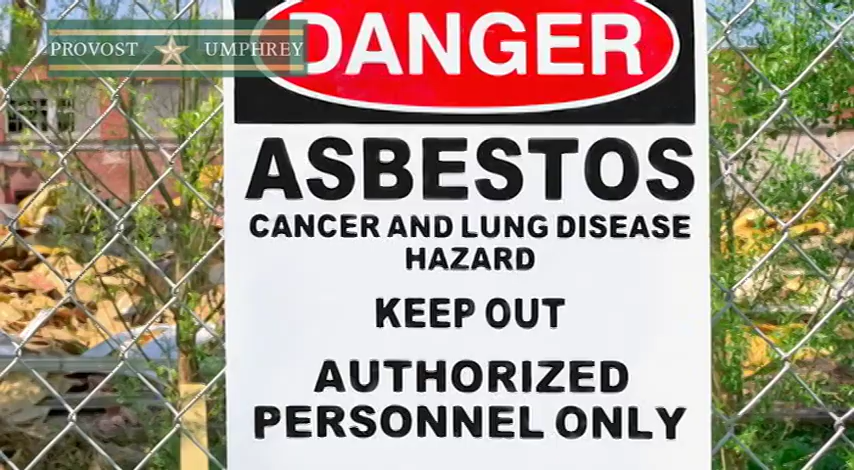 PROVOST UMPHREY
DANGER
ASBESTOS
CANCER AND LUNG DISEASE
HAZARD
KEEP OUT
AUTHORIZED
PERSONNEL ONLY